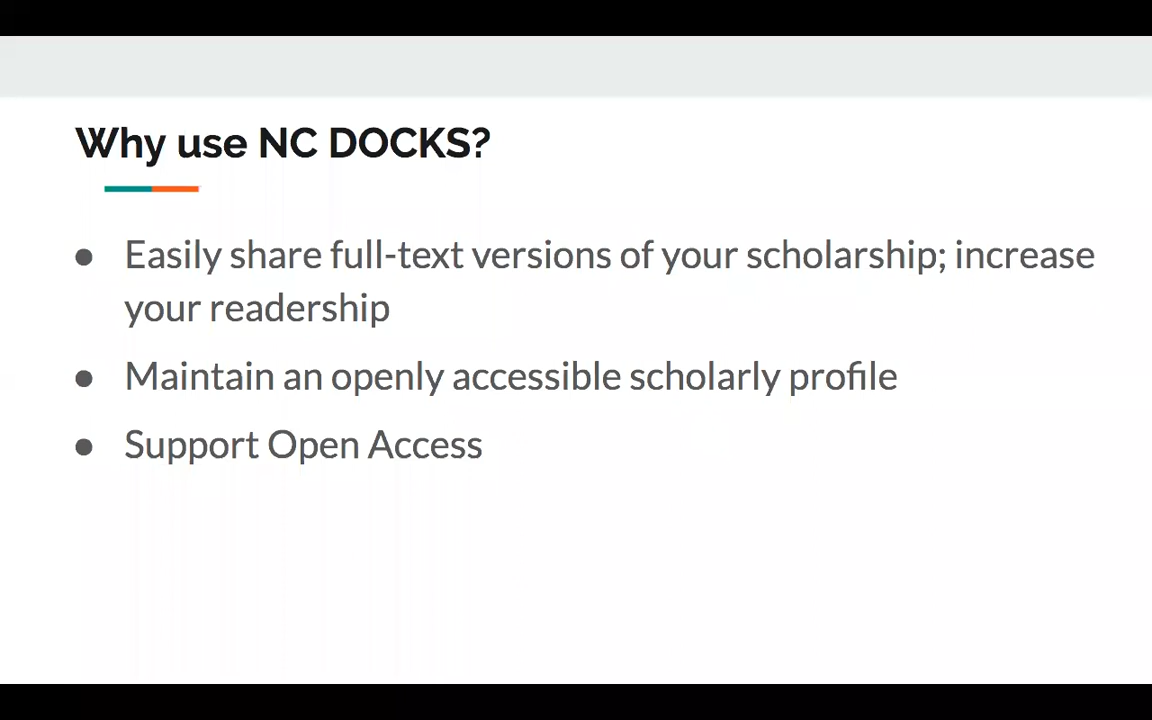 Why use NC DOCKS?
● Easily share full-text versions of your scholarship; increase
your readership
● Maintain an openly accessible scholarly profile
● Support Open Access